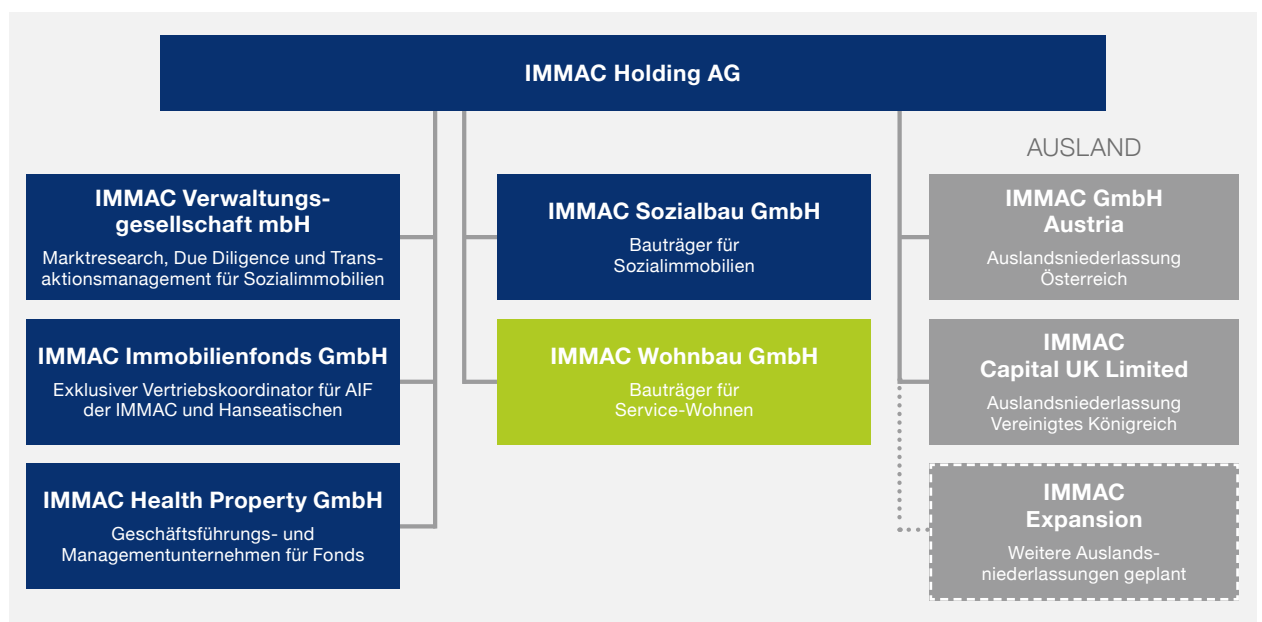 IMMAC Holding AG
IMMAC Verwaltungs-
gesellschaft mbH
Marktresearch, Due Diligence und Trans-
aktionsmanagement für Sozialimmobilien
IMMAC Immobilienfonds GmbH
Exklusiver Vertriebskoordinator für AIF
der IMMAC und Hanseatischen
IMMAC Health Property GmbH
Geschäftsführungs- und
Managementunternehmen für Fonds
IMMAC Sozialbau GmbH
Bauträger für
Sozialimmobilien
IMMAC Wohnbau GmbH
Bauträger für
Service-Wohnen
AUSLAND
IMMAC GmbH
Austria
Auslandsniederlassung
Österreich
IMMAC
Capital UK Limited
Auslandsniederlassung
Vereinigtes Königreich
IMMAC
Expansion
Weitere Auslands-
niederlassungen geplant